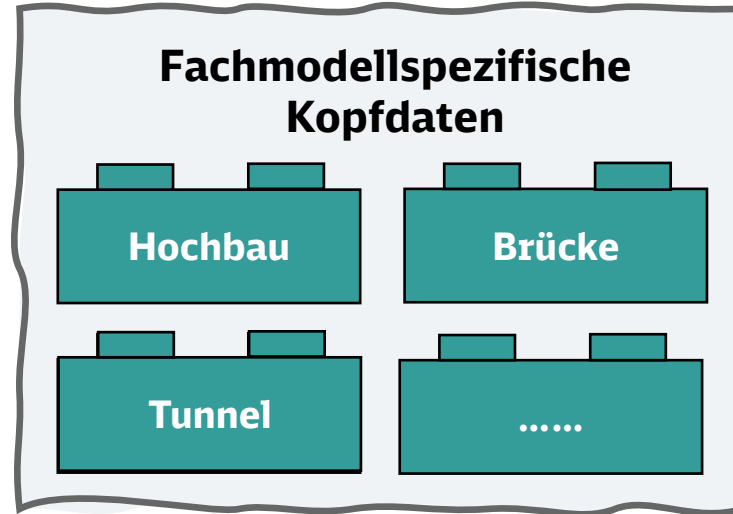 Fachmodellspezifische
Kopfdaten
Hochbau
Brücke
Tunnel
......